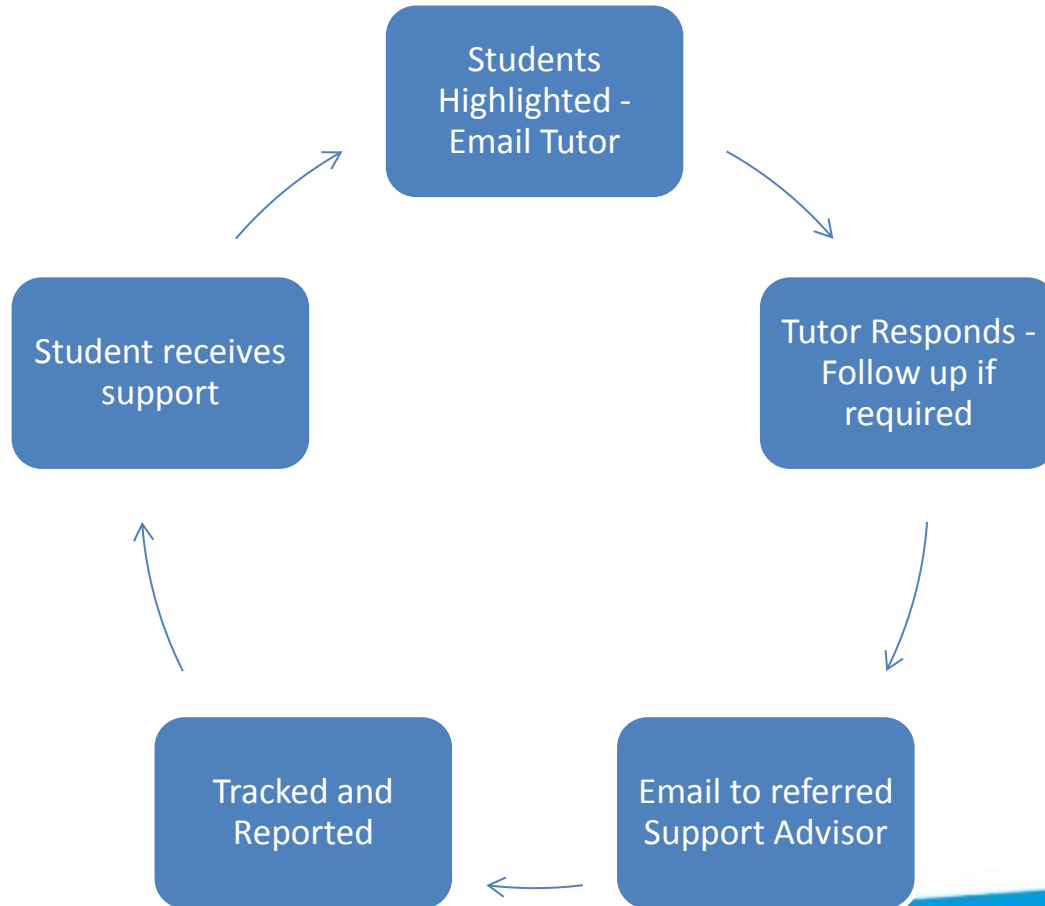 Students
Highlighted -
Email Tutor
Tutor Responds -
Follow up if
required
Email to referred
Support Advisor
Tracked and
Reported
Student receives
support